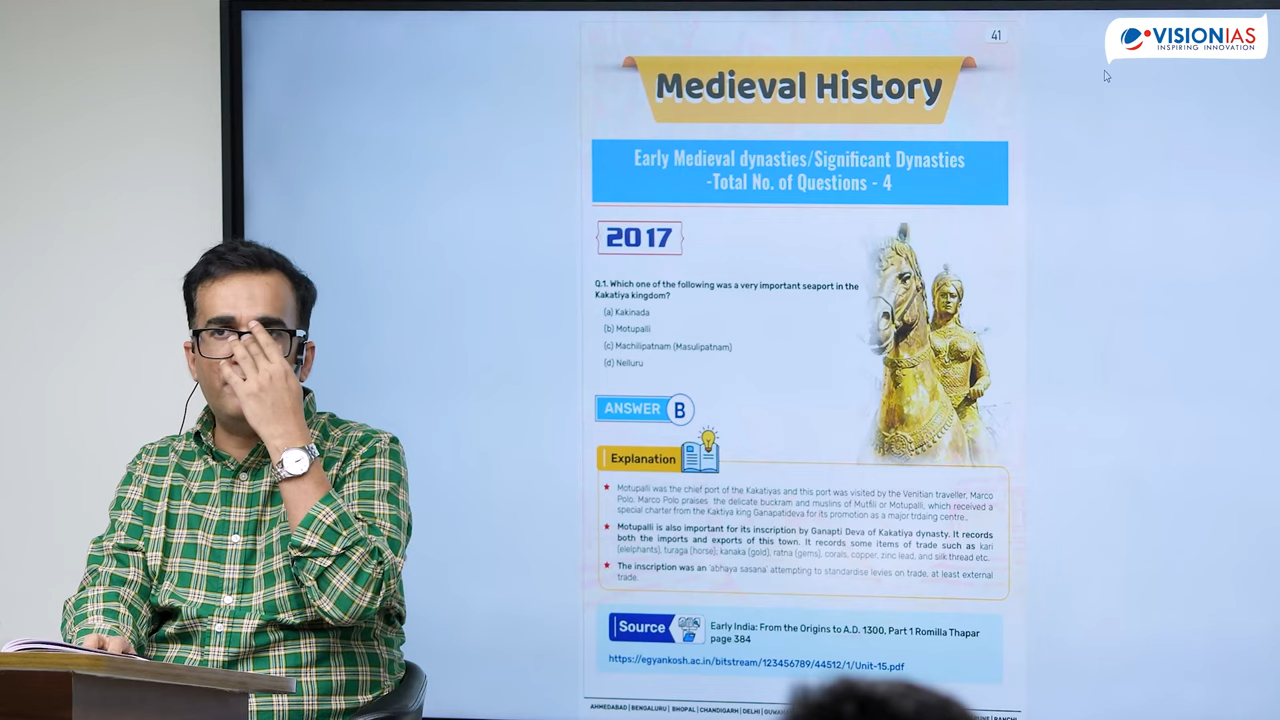 41
VISIONIAS
INSPIRING INNOVATION
Medieval History
Early Medieval dynasties/Significant Dynasties
-Total No. of Questions - 4
2017
Q.1. Which one of the following was a very important seaport in the
Kakatiya kingdom?
(a) Kakinada
(b) Motupalli
(c) Machilipatnam (Masulipatnam)
(d) Nelluru
ANSWER B
Explanation
Motupalli was the chief port of the Kakatiyas and this port was visited by the Venitian traveller, Marco
Polo. Marco Polo praises the delicate buckram and muslins of Mutfili or Motupalli, which received a
special charter from the Kaktiya king Ganapatideva for its promotion as a major trdaing centre..
Motupalli is also important for its inscription by Ganapti Deva of Kakatiya dynasty. It records
both the imports and exports of this town. It records some items of trade such as kari
(elelphants), turaga (horse); kanaka (gold), ratna (gems), corals, copper, zinc lead, and silk thread etc.
The inscription was an 'abhaya sasana' attempting to standardise levies on trade, at least external
trade.
Source
Early India: From the Origins to A.D. 1300, Part 1 Romilla Thapar
page 384
https://egyankosh.ac.in/bitstream/123456789/44512/1/Unit-15.pdf
AHMEDABAD | BENGALURU | BHOPAL | CHANDIGARH | DELHI |